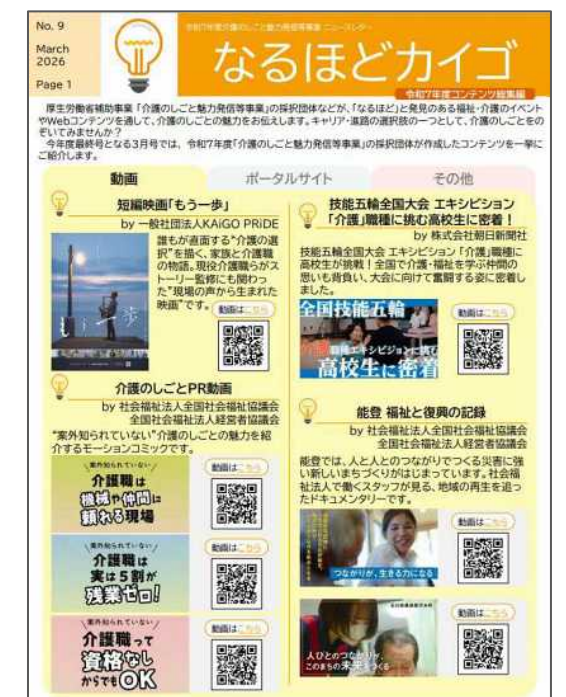 No. 9
March
2026
Page 1
令和7年度介護のしごと魅力発信等事業 ニュースレター
なるほどカイゴ
令和7年度コンテンツ総集編
厚生労働省補助事業「介護のしごと魅力発信等事業」の採択団体などが、「なるほど」と発見のある福祉・介護のイベント
やWebコンテンツを通して、介護のしごとの魅力をお伝えします。キャリア・進路の選択肢の一つとして、介護のしごとをの
ぞいてみませんか？
今年度最終号となる3月号では、令和7年度「介護のしごと魅力発信等事業」の採択団体が作成したコンテンツを一挙に
ご紹介します。
動画
ポータルサイト
その他
短編映画「もう一歩」
by 一般社団法人KAiGO PRiDE
誰もが直面する“介護の選
択”を描く、家族と介護職
の物語。現役介護職らがス
トーリー監修にも関わっ
た“現場の声から生まれた
映画”です。
動画はこちら
介護のしごとPR動画
by 社会福祉法人全国社会福祉協議会
全国社会福祉法人経営者協議会
“案外知られていない”介護のしごとの魅力を紹
介するモーションコミックです。
案外知られていない
介護職は
機械や仲間に
頼れる現場
動画はこちら
案外知られていない
介護職は
実は5割が
残業ゼロ!
動画はこちら
案外知られていない
介護職って
資格なし
からでもOK
動画はこちら
技能五輪全国大会 エキシビション
「介護」職種に挑む高校生に密着！
by 株式会社朝日新聞社
技能五輪全国大会 エキシビション「介護」職種に
高校生が挑戦！全国で介護・福祉を学ぶ仲間の
思いも背負い、大会に向けて奮闘する姿に密着し
ました。
全国技能五輪
介護職種エキシビションに挑む
高校生に密着
動画はこちら
能登 福祉と復興の記録
by 社会福祉法人全国社会福祉協議会
全国社会福祉法人経営者協議会
能登では、人と人とのつながりでつくる災害に強
い新しいまちづくりがはじまっています。社会福
祉法人で働くスタッフが見る、地域の再生を追っ
たドキュメンタリーです。
つながりが、生きる力になる
動画はこちら
人びとのつながりが、
このまちの未来をつくる
動画はこちら